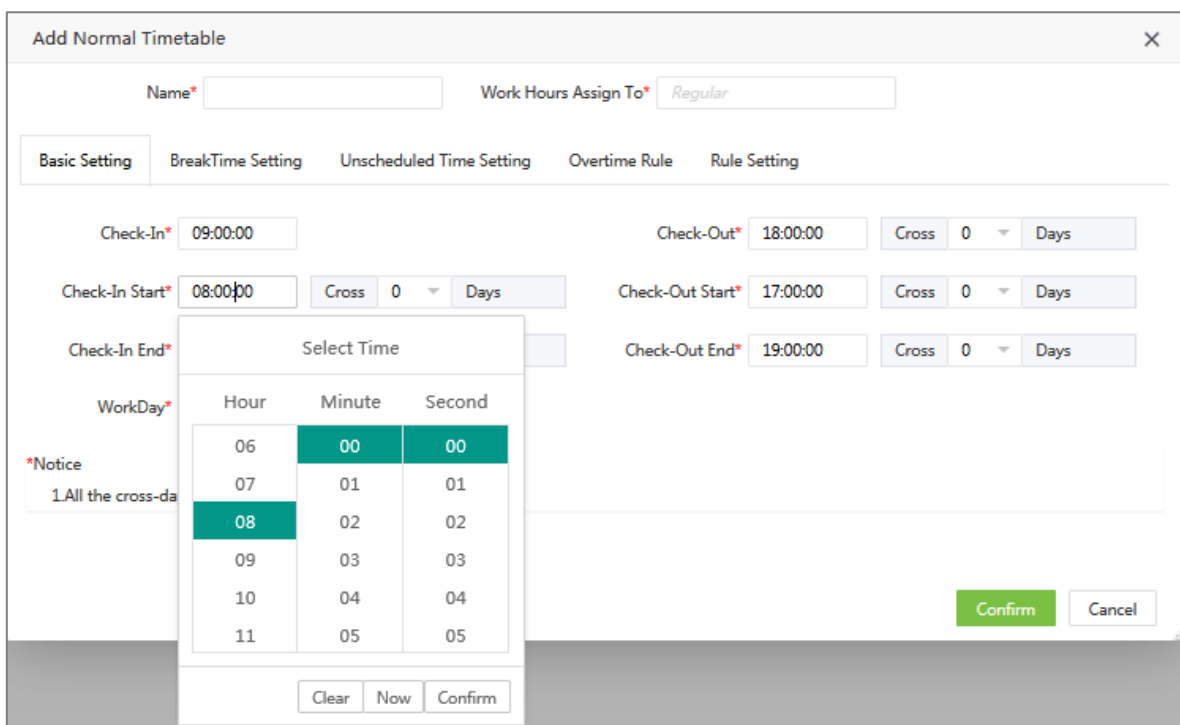 Add Normal Timetable
Name* Work Hours Assign To* Regular
Basic Setting BreakTime Setting Unscheduled Time Setting Overtime Rule Rule Setting
Check-In* 09:00:00 Check-Out* 18:00:00 Cross 0 Days
Check-In Start* 08:00:00 Cross 0 Days Check-Out Start* 17:00:00 Cross 0 Days
Check-In End* Check-Out End* 19:00:00 Cross 0 Days
WorkDay*
*Notice
1.All the cross-da
Select Time
Hour Minute Second
06 00 00
07 01 01
08 02 02
09 03 03
10 04 04
11 05 05
Clear Now Confirm
Confirm Cancel